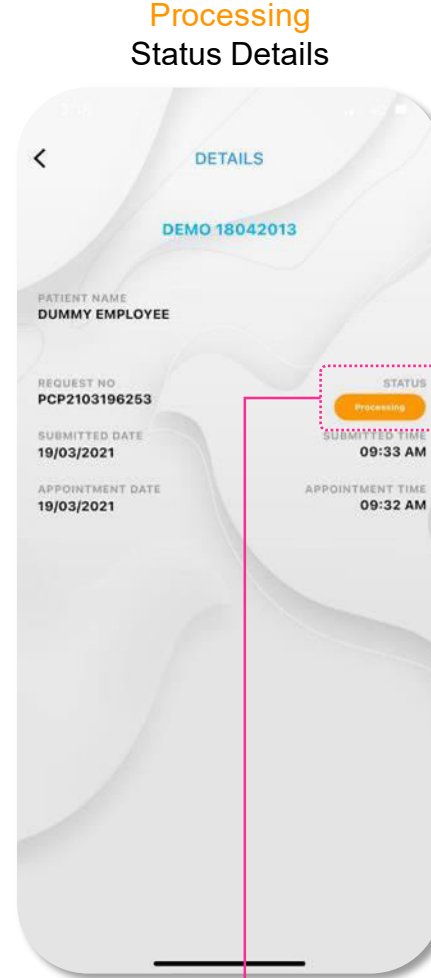 Processing
Status Details
DETAILS
DEMO 18042013
PATIENT NAME
DUMMY EMPLOYEE
REQUEST NO
PCP2103196253
STATUS
Processing
SUBMITTED DATE
19/03/2021
SUBMITTED TIME
09:33 AM
APPOINTMENT DATE
19/03/2021
APPOINTMENT TIME
09:32 AM